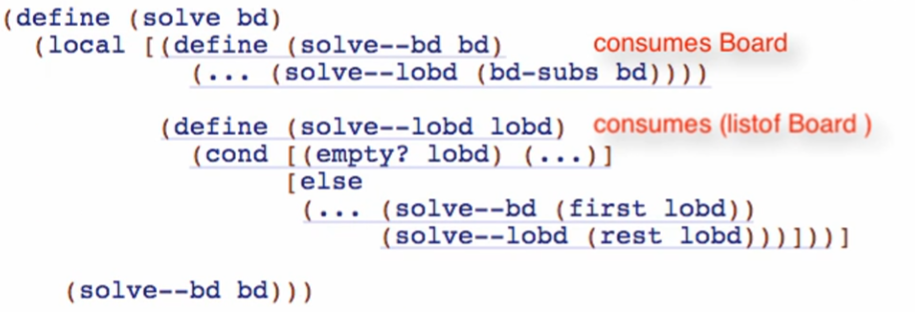 (define (solve bd)
(local [(define (solve--bd bd) consumes Board
(... (solve--lobd (bd-subs bd))))
(define (solve--lobd lobd) consumes (listof Board )
(cond [(empty? lobd) (...)]
[else
(... (solve--bd (first lobd))
(solve--lobd (rest lobd)))]))]
(solve--bd bd)))